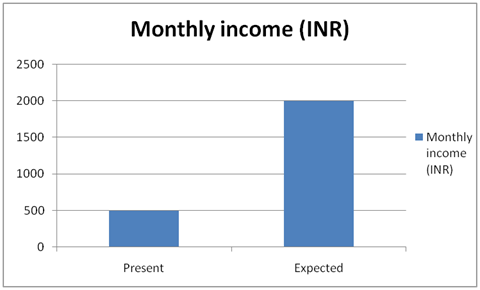 Monthly income (INR)
2500
2000
1500
1000
500
0
Present
Expected
Monthly
income
(INR)